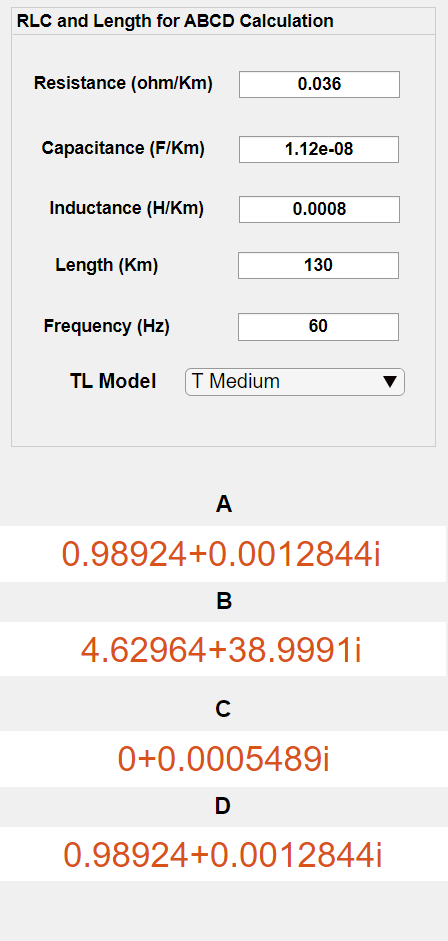 RLC and Length for ABCD Calculation
Resistance (ohm/Km) 0.036
Capacitance (F/Km) 1.12e-08
Inductance (H/Km) 0.0008
Length (Km) 130
Frequency (Hz) 60
TL Model T Medium
A
0.98924+0.0012844i
B
4.62964+38.9991i
C
0+0.0005489i
D
0.98924+0.0012844i